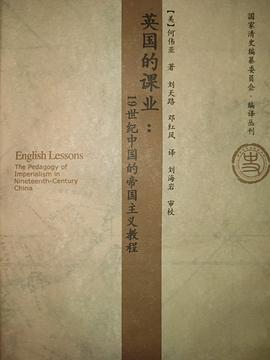 国家清史编纂委员会·编译丛刊
【美】何伟亚 著 刘天路 邓红风 译 刘海岩 审校
英国的课业：
19世纪中国的帝国主义教程
English Lessons
The Pedagogy of
Imperialism in
Nineteenth-Century
China